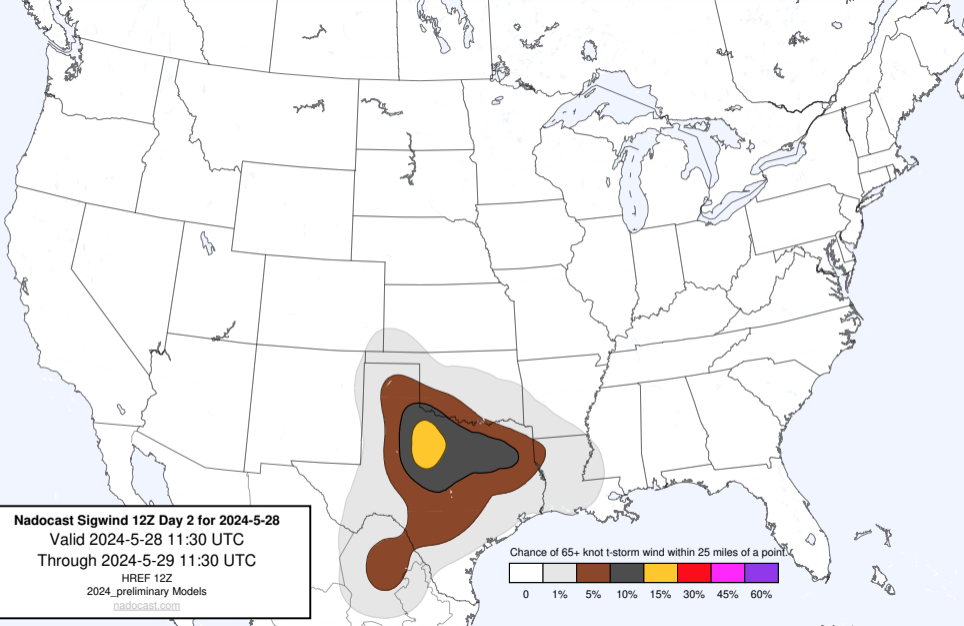 Nadocast Sigwind 12Z Day 2 for 2024-5-28
Valid 2024-5-28 11:30 UTC
Through 2024-5-29 11:30 UTC
HREF 12Z
2024_preliminary Models
nadocast.com
Chance of 65+ knot t-storm wind within 25 miles of a point.
0 1% 5% 10% 15% 30% 45% 60%